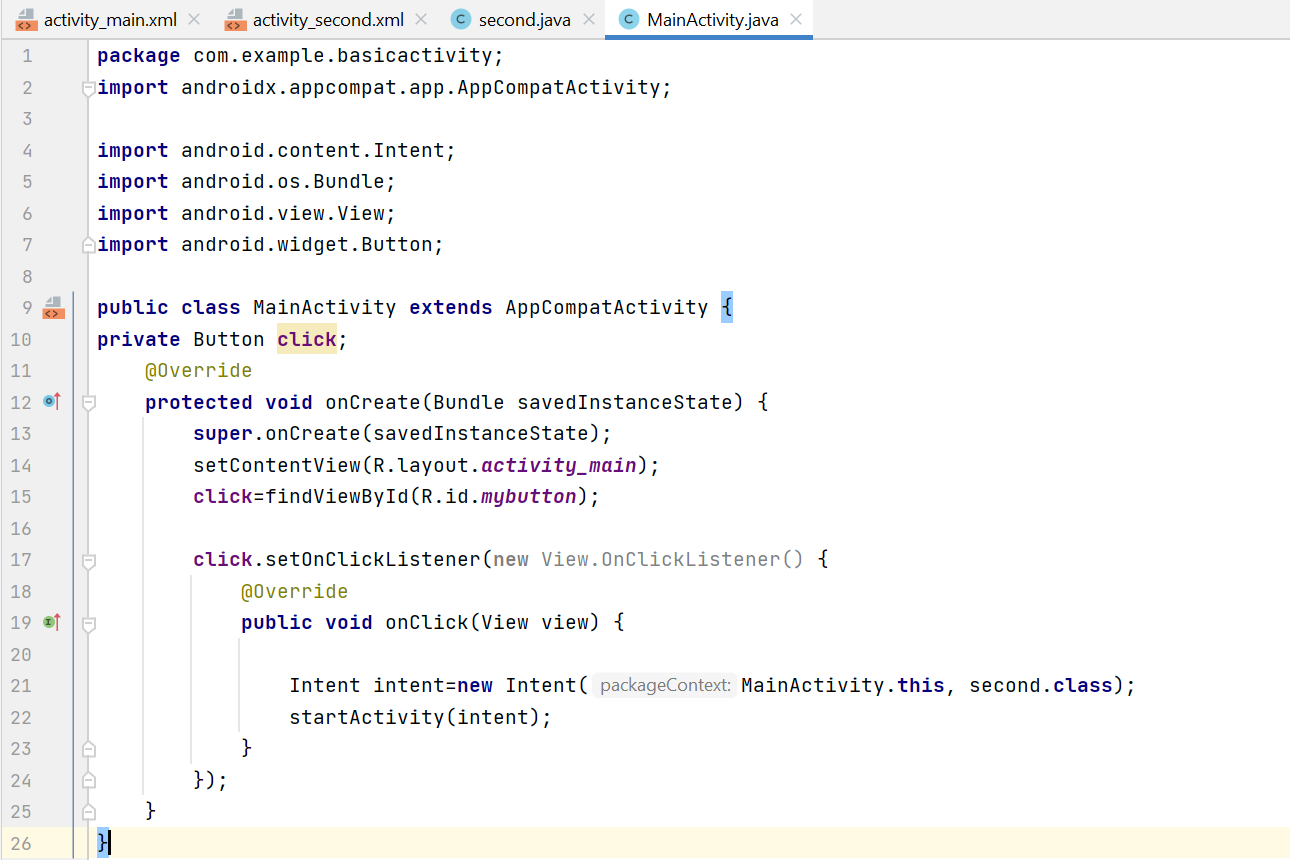 activity_main.xml activity_second.xml second.java MainActivity.java
1 package com.example.basicactivity;
2 import androidx.appcompat.app.AppCompatActivity;
3
4 import android.content.Intent;
5 import android.os.Bundle;
6 import android.view.View;
7 import android.widget.Button;
8
9 public class MainActivity extends AppCompatActivity {
10 private Button click;
11 @Override
12 protected void onCreate(Bundle savedInstanceState) {
13 super.onCreate(savedInstanceState);
14 setContentView(R.layout.activity_main);
15 click=findViewById(R.id.mybutton);
16
17 click.setOnClickListener(new View.OnClickListener() {
18 @Override
19 public void onClick(View view) {
20
21 Intent intent=new Intent( packageContext: MainActivity.this, second.class);
22 startActivity(intent);
23 }
24 });
25 }
26 }